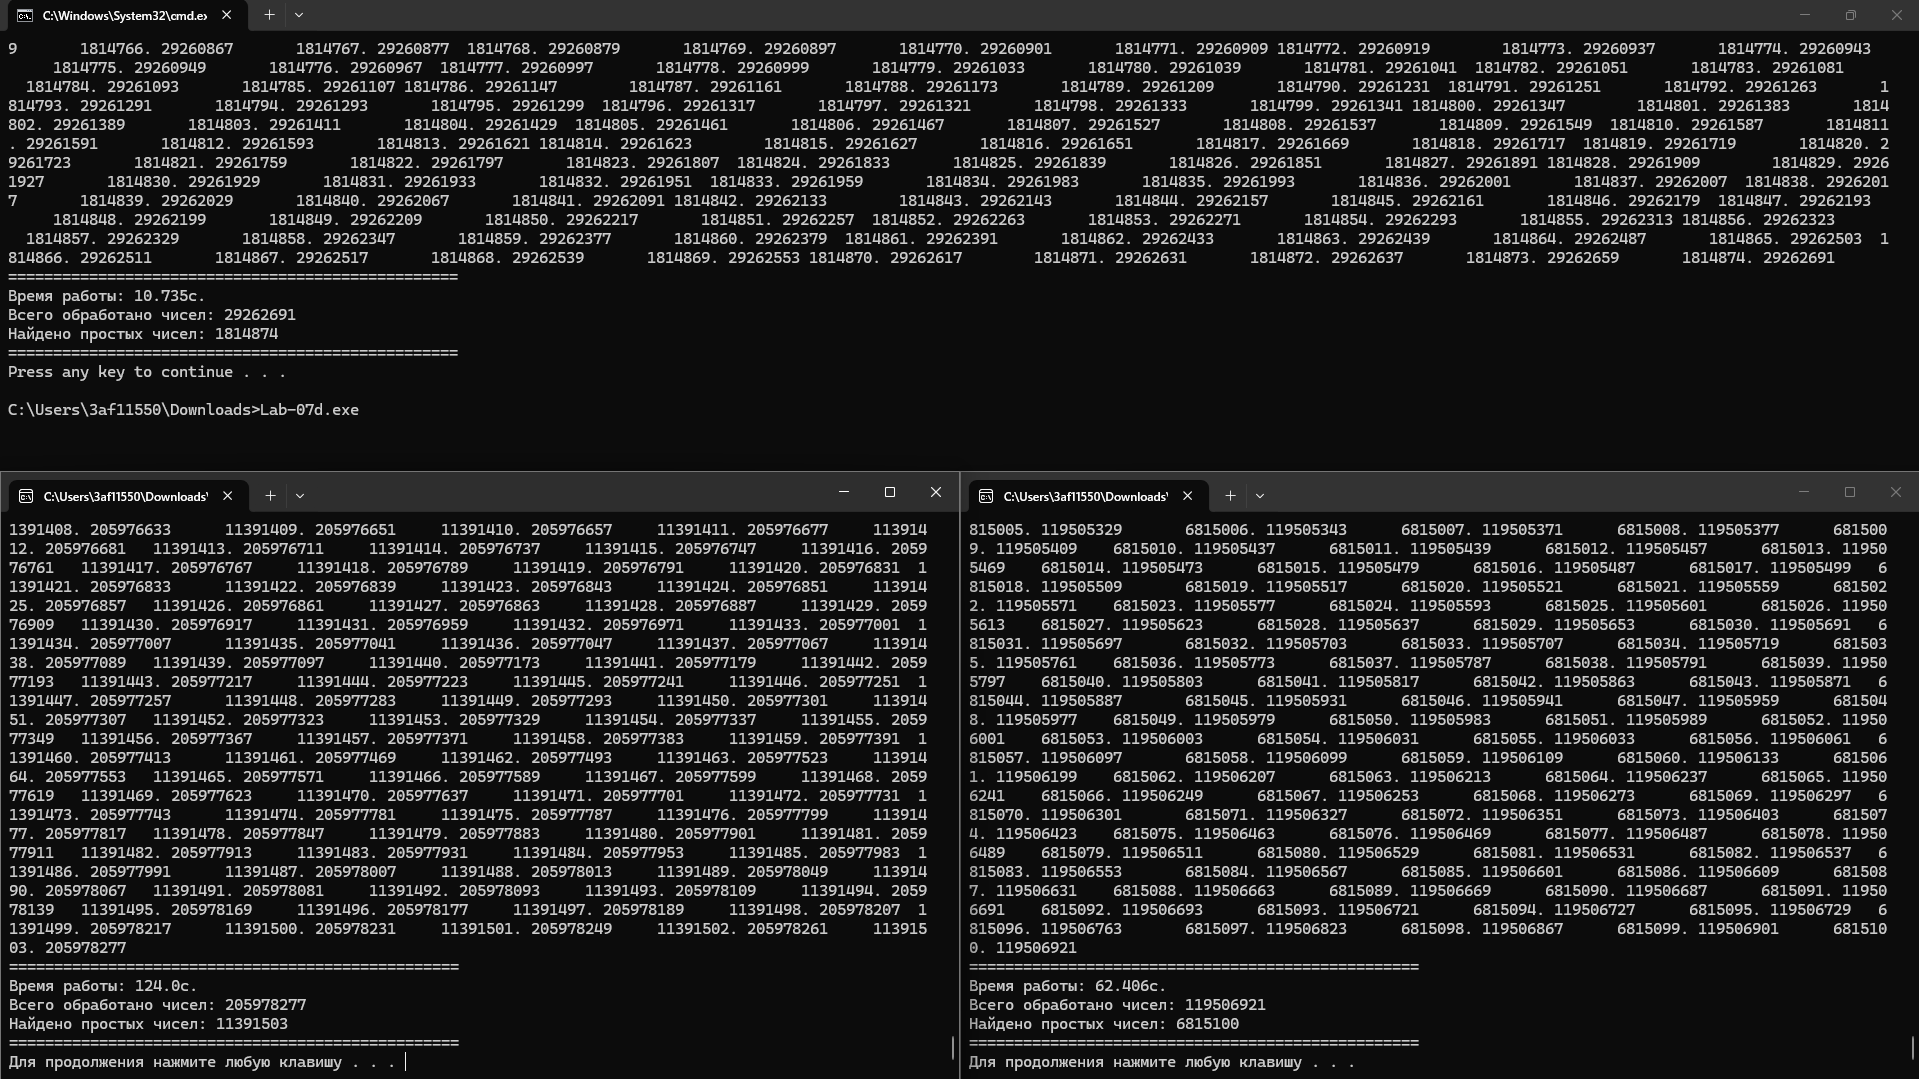 C:\Windows\System32\cmd.ex
9 1814766. 29260867 1814767. 29260877 1814768. 29260879 1814769. 29260897 1814770. 29260901 1814771. 29260909 1814772. 29260919 1814773. 29260937 1814774. 29260943
1814775. 29260949 1814776. 29260967 1814777. 29260997 1814778. 29260999 1814779. 29261033 1814780. 29261039 1814781. 29261041 1814782. 29261051 1814783. 29261081
1814784. 29261093 1814785. 29261107 1814786. 29261147 1814787. 29261161 1814788. 29261173 1814789. 29261209 1814790. 29261231 1814791. 29261251 1814792. 29261263 1
814793. 29261291 1814794. 29261293 1814795. 29261299 1814796. 29261317 1814797. 29261321 1814798. 29261333 1814799. 29261341 1814800. 29261347 1814801. 29261383 1814
802. 29261389 1814803. 29261411 1814804. 29261429 1814805. 29261461 1814806. 29261467 1814807. 29261527 1814808. 29261537 1814809. 29261549 1814810. 29261587 1814811
. 29261591 1814812. 29261593 1814813. 29261621 1814814. 29261623 1814815. 29261627 1814816. 29261651 1814817. 29261669 1814818. 29261717 1814819. 29261719 1814820. 2
9261723 1814821. 29261759 1814822. 29261797 1814823. 29261807 1814824. 29261833 1814825. 29261839 1814826. 29261851 1814827. 29261891 1814828. 29261909 1814829. 2926
1927 1814830. 29261929 1814831. 29261933 1814832. 29261951 1814833. 29261959 1814834. 29261983 1814835. 29261993 1814836. 29262001 1814837. 29262007 1814838. 2926201
7 1814839. 29262029 1814840. 29262067 1814841. 29262091 1814842. 29262133 1814843. 29262143 1814844. 29262157 1814845. 29262161 1814846. 29262179 1814847. 29262193
1814848. 29262199 1814849. 29262209 1814850. 29262217 1814851. 29262257 1814852. 29262263 1814853. 29262271 1814854. 29262293 1814855. 29262313 1814856. 29262323
1814857. 29262329 1814858. 29262347 1814859. 29262377 1814860. 29262379 1814861. 29262391 1814862. 29262433 1814863. 29262439 1814864. 29262487 1814865. 29262503 1
814866. 29262511 1814867. 29262517 1814868. 29262539 1814869. 29262553 1814870. 29262617 1814871. 29262631 1814872. 29262637 1814873. 29262659 1814874. 29262691
==================================================
Время работы: 10.735с.
Всего обработано чисел: 29262691
Найдено простых чисел: 1814874
==================================================
Press any key to continue . . .
C:\Users\3af11550\Downloads>Lab-07d.exe
C:\Users\3af11550\Downloads\
1391408. 205976633 11391409. 205976651 11391410. 205976657 11391411. 205976677 113914
12. 205976681 11391413. 205976711 11391414. 205976737 11391415. 205976747 11391416. 2059
76761 11391417. 205976767 11391418. 205976789 11391419. 205976791 11391420. 205976831 1
1391421. 205976833 11391422. 205976839 11391423. 205976843 11391424. 205976851 113914
25. 205976857 11391426. 205976861 11391427. 205976863 11391428. 205976887 11391429. 2059
76909 11391430. 205976917 11391431. 205976959 11391432. 205976971 11391433. 205977001 1
1391434. 205977007 11391435. 205977041 11391436. 205977047 11391437. 205977067 113914
38. 205977089 11391439. 205977097 11391440. 205977173 11391441. 205977179 11391442. 2059
77193 11391443. 205977217 11391444. 205977223 11391445. 205977241 11391446. 205977251 1
1391447. 205977257 11391448. 205977283 11391449. 205977293 11391450. 205977301 113914
51. 205977307 11391452. 205977323 11391453. 205977329 11391454. 205977337 11391455. 2059
77349 11391456. 205977367 11391457. 205977371 11391458. 205977383 11391459. 205977391 1
1391460. 205977413 11391461. 205977469 11391462. 205977493 11391463. 205977523 113914
64. 205977553 11391465. 205977571 11391466. 205977589 11391467. 205977599 11391468. 2059
77619 11391469. 205977623 11391470. 205977637 11391471. 205977701 11391472. 205977731 1
1391473. 205977743 11391474. 205977781 11391475. 205977787 11391476. 205977799 113914
77. 205977817 11391478. 205977847 11391479. 205977883 11391480. 205977901 11391481. 2059
77911 11391482. 205977913 11391483. 205977931 11391484. 205977953 11391485. 205977983 1
1391486. 205977991 11391487. 205978007 11391488. 205978013 11391489. 205978049 113914
90. 205978067 11391491. 205978081 11391492. 205978093 11391493. 205978109 11391494. 2059
78139 11391495. 205978169 11391496. 205978177 11391497. 205978189 11391498. 205978207 1
1391499. 205978217 11391500. 205978231 11391501. 205978249 11391502. 205978261 113915
03. 205978277
==================================================
Время работы: 124.0с.
Всего обработано чисел: 205978277
Найдено простых чисел: 11391503
==================================================
Для продолжения нажмите любую клавишу . . .
C:\Users\3af11550\Downloads\
815005. 119505329 6815006. 119505343 6815007. 119505371 6815008. 119505377 681500
9. 119505409 6815010. 119505437 6815011. 119505439 6815012. 119505457 6815013. 11950
5469 6815014. 119505473 6815015. 119505479 6815016. 119505487 6815017. 119505499 6
815018. 119505509 6815019. 119505517 6815020. 119505521 6815021. 119505559 681502
2. 119505571 6815023. 119505577 6815024. 119505593 6815025. 119505601 6815026. 11950
5613 6815027. 119505623 6815028. 119505637 6815029. 119505653 6815030. 119505691 6
815031. 119505697 6815032. 119505703 6815033. 119505707 6815034. 119505719 681503
5. 119505761 6815036. 119505773 6815037. 119505787 6815038. 119505791 6815039. 11950
5797 6815040. 119505803 6815041. 119505817 6815042. 119505863 6815043. 119505871 6
815044. 119505887 6815045. 119505931 6815046. 119505941 6815047. 119505959 681504
8. 119505977 6815049. 119505979 6815050. 119505983 6815051. 119505989 6815052. 11950
6001 6815053. 119506003 6815054. 119506031 6815055. 119506033 6815056. 119506061 6
815057. 119506097 6815058. 119506099 6815059. 119506109 6815060. 119506133 681506
1. 119506199 6815062. 119506207 6815063. 119506213 6815064. 119506237 6815065. 11950
6241 6815066. 119506249 6815067. 119506253 6815068. 119506273 6815069. 119506297 6
815070. 119506301 6815071. 119506327 6815072. 119506351 6815073. 119506403 681507
4. 119506423 6815075. 119506463 6815076. 119506469 6815077. 119506487 6815078. 11950
6489 6815079. 119506511 6815080. 119506529 6815081. 119506531 6815082. 119506537 6
815083. 119506553 6815084. 119506567 6815085. 119506601 6815086. 119506609 681508
7. 119506631 6815088. 119506663 6815089. 119506669 6815090. 119506687 6815091. 11950
6691 6815092. 119506693 6815093. 119506721 6815094. 119506727 6815095. 119506729 6
815096. 119506763 6815097. 119506823 6815098. 119506867 6815099. 119506901 681510
0. 119506921
==================================================
Время работы: 62.406с.
Всего обработано чисел: 119506921
Найдено простых чисел: 6815100
==================================================
Для продолжения нажмите любую клавишу . . .